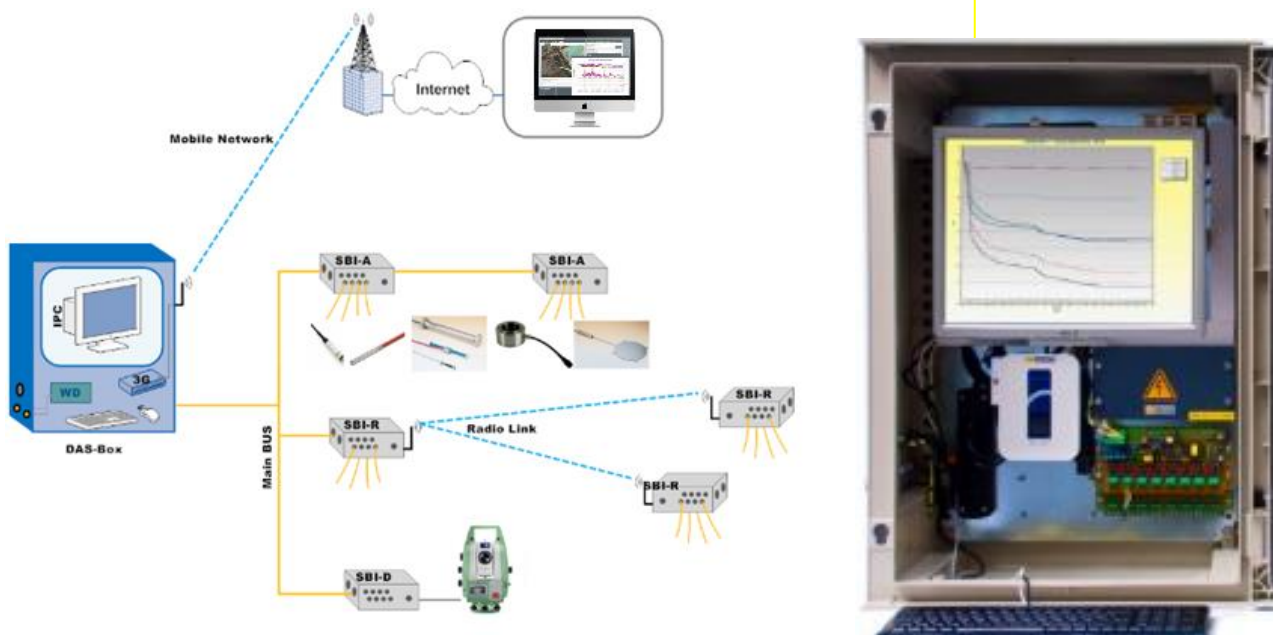 Internet
Mobile Network
SBI-A
SBI-A
IPC
3G
WD
DAS-Box
Main BUS
SBI-R
Radio Link
SBI-R
SBI-R
SBI-D